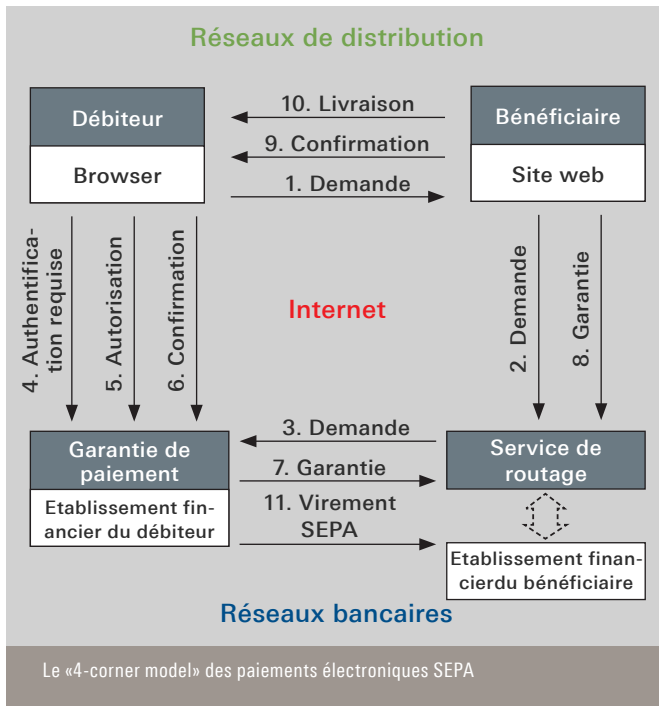 Réseaux de distribution
Débiteur
Browser
10. Livraison
9. Confirmation
1. Demande
Bénéficiaire
Site web
4. Authentifica-
tion requise
5. Autorisation
6. Confirmation
Internet
2. Demande
8. Garantie
Garantie de
paiement
Etablissement fin-
ancier du débiteur
3. Demande
7. Garantie
11. Virement
SEPA
Service de
routage
Etablissement finan-
cierdu bénéficiaire
Réseaux bancaires
Le «4-corner model» des paiements électroniques SEPA